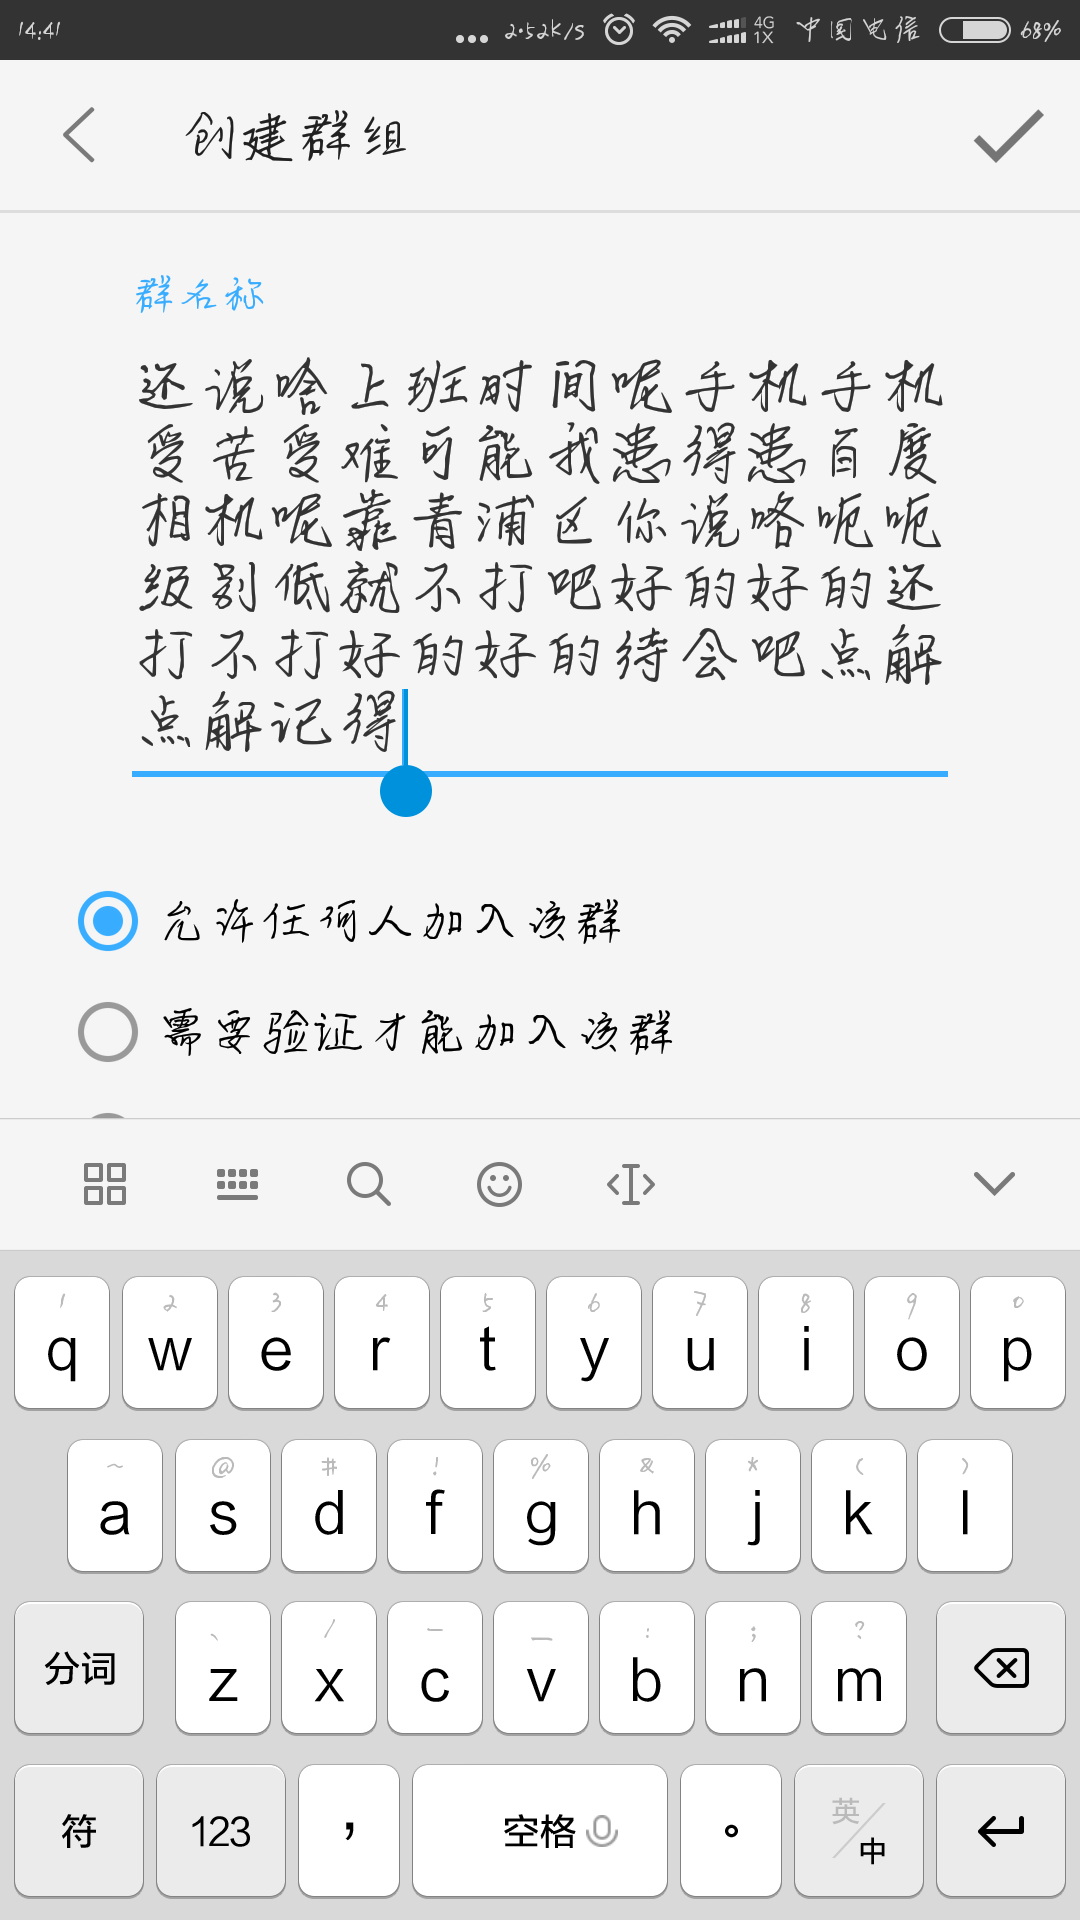 14:41 2.52K/s 4G 1X 中国电信 68%
创建群组
群名称
还说啥上班时间呢手机手机
受苦受难可能我患得患百度
相机呢靠青浦区你说咯呃呃
级别低就不打吧好的好的还
打不打好的好的待会吧点解
点解记得
允许任何人加入该群
需要验证才能加入该群
1 2 3 4 5 6 7 8 9 0
q w e r t y u i o p
~ @ # ! % & * ( )
a s d f g h j k l
、 / - _ : ; ?
分词 z x c v b n m
符 123 , 空格 。 英/中